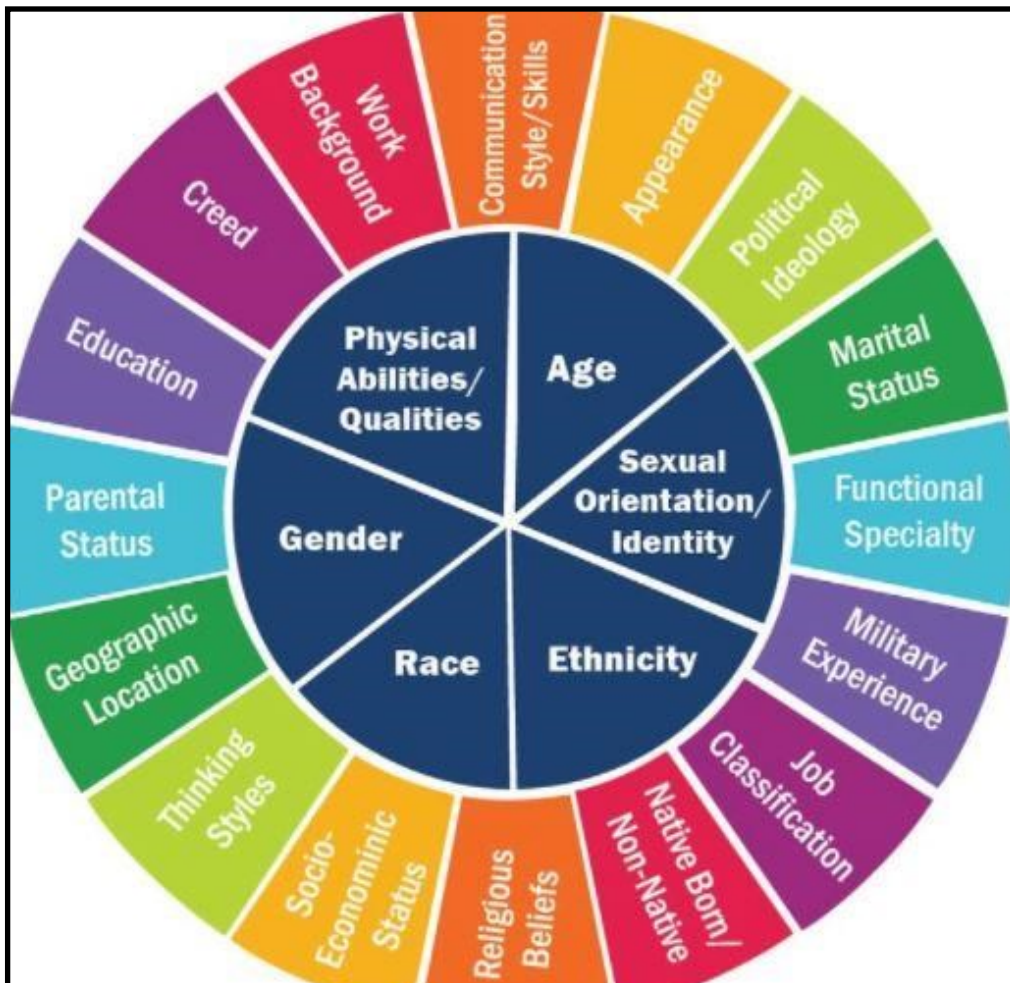 Communication
Style/Skills
Appearance
Political
Ideology
Marital
Status
Functional
Specialty
Military
Experience
Job
Classification
Native Born/
Non-Native
Religious
Beliefs
Socio-
Econominic
Status
Thinking
Styles
Geographic
Location
Parental
Status
Education
Creed
Work
Background
Physical
Abilities/
Qualities
Age
Sexual
Orientation/
Identity
Ethnicity
Race
Gender